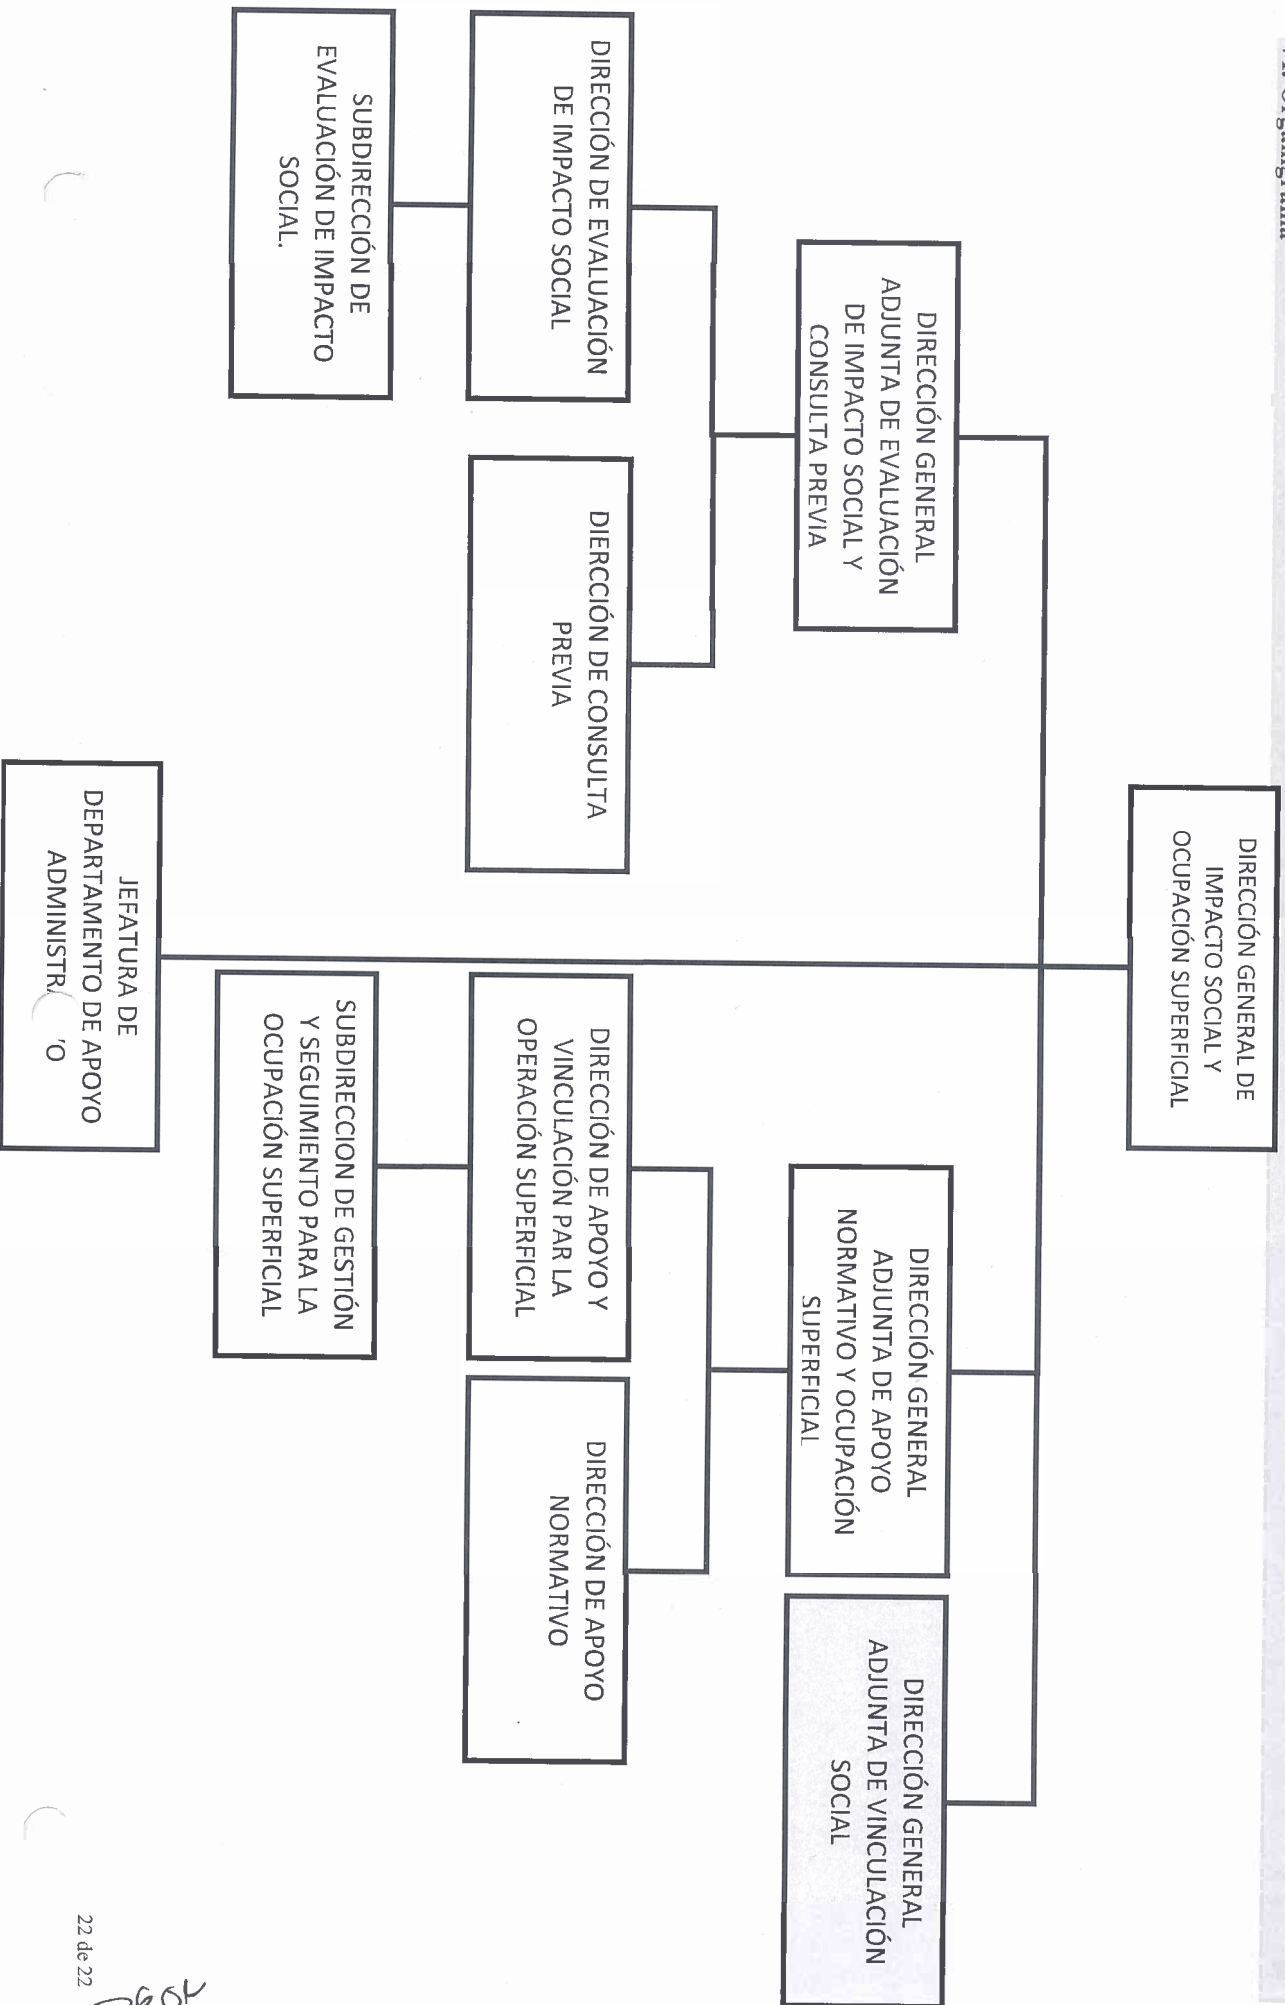 Organigrama
DIRECCIÓN GENERAL DE
IMPACTO SOCIAL Y
OCUPACIÓN SUPERFICIAL
DIRECCIÓN GENERAL
ADJUNTA DE EVALUACIÓN
DE IMPACTO SOCIAL Y
CONSULTA PREVIA
DIRECCIÓN GENERAL
ADJUNTA DE APOYO
NORMATIVO Y OCUPACIÓN
SUPERFICIAL
DIRECCIÓN GENERAL
ADJUNTA DE VINCULACIÓN
SOCIAL
DIRECCIÓN DE EVALUACIÓN
DE IMPACTO SOCIAL
DIERCCIÓN DE CONSULTA
PREVIA
DIRECCIÓN DE APOYO Y
VINCULACIÓN PAR LA
OPERACIÓN SUPERFICIAL
DIRECCIÓN DE APOYO
NORMATIVO
SUBDIRECCIÓN DE
EVALUACIÓN DE IMPACTO
SOCIAL.
SUBDIRECCION DE GESTIÓN
Y SEGUIMIENTO PARA LA
OCUPACIÓN SUPERFICIAL
JEFATURA DE
DEPARTAMENTO DE APOYO
ADMINISTR 'O
22 de 22